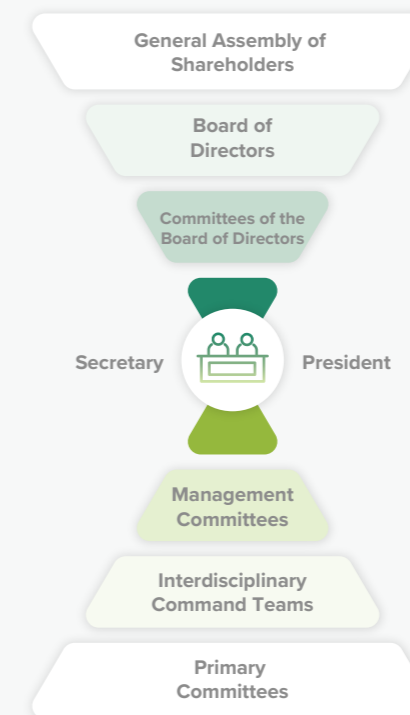 General Assembly of
Shareholders
Board of
Directors
Committees of the
Board of Directors
Secretary
President
Management
Committees
Interdisciplinary
Command Teams
Primary
Committees